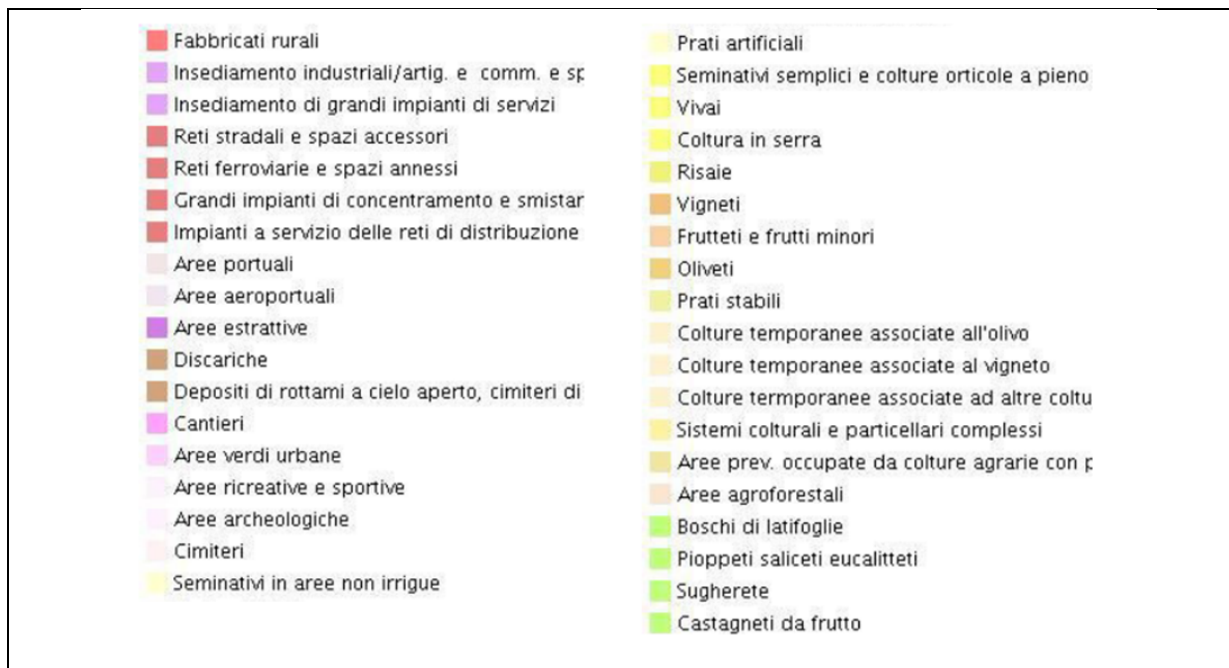 Fabbricati rurali
Insediamento industriali/artig. e comm. e sp
Insediamento di grandi impianti di servizi
Reti stradali e spazi accessori
Reti ferroviarie e spazi annessi
Grandi impianti di concentramento e smistar
Impianti a servizio delle reti di distribuzione
Aree portuali
Aree aeroportuali
Aree estrattive
Discariche
Depositi di rottami a cielo aperto, cimiteri di
Cantieri
Aree verdi urbane
Aree ricreative e sportive
Aree archeologiche
Cimiteri
Seminativi in aree non irrigue
Prati artificiali
Seminativi semplici e colture orticole a pieno
Vivai
Coltura in serra
Risaie
Vigneti
Frutteti e frutti minori
Oliveti
Prati stabili
Colture temporanee associate all'olivo
Colture temporanee associate al vigneto
Colture termporanee associate ad altre coltu
Sistemi colturali e particellari complessi
Aree prev. occupate da colture agrarie con p
Aree agroforestali
Boschi di latifoglie
Pioppeti saliceti eucalitteti
Sugherete
Castagneti da frutto